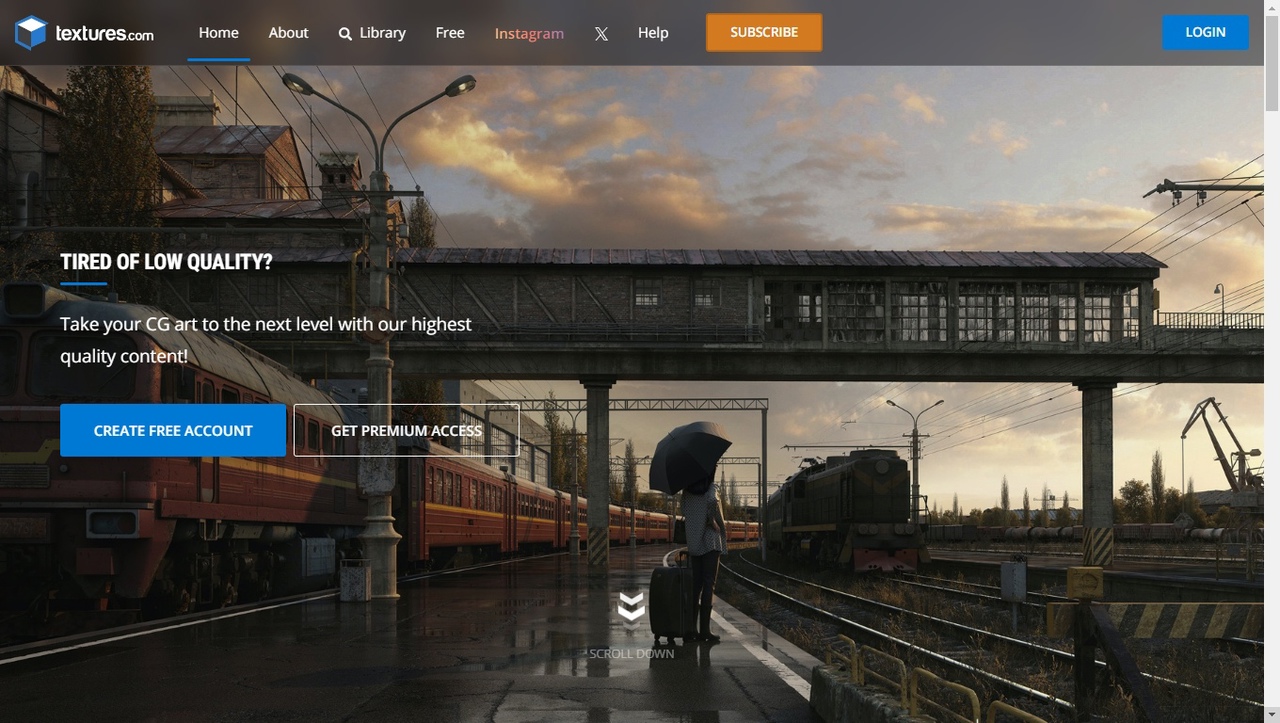 textures.com
Home
About
Library
Free
Instagram
X
Help
SUBSCRIBE
LOGIN
TIRED OF LOW QUALITY?
Take your CG art to the next level with our highest
quality content!
CREATE FREE ACCOUNT
GET PREMIUM ACCESS
SCROLL DOWN